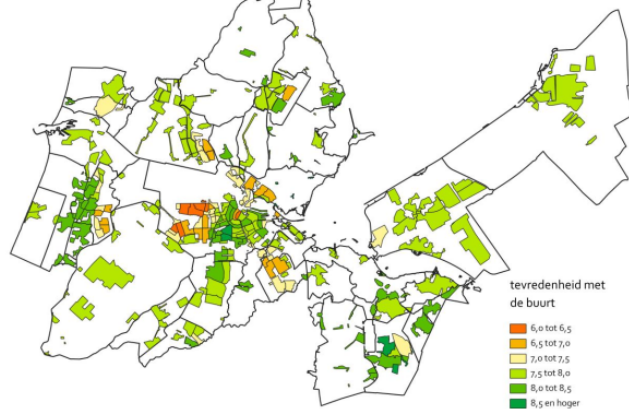 tevredenheid met
de buurt
6,0 tot 6,5
6,5 tot 7,0
7,0 tot 7,5
7,5 tot 8,0
8,0 tot 8,5
8,5 en hoger